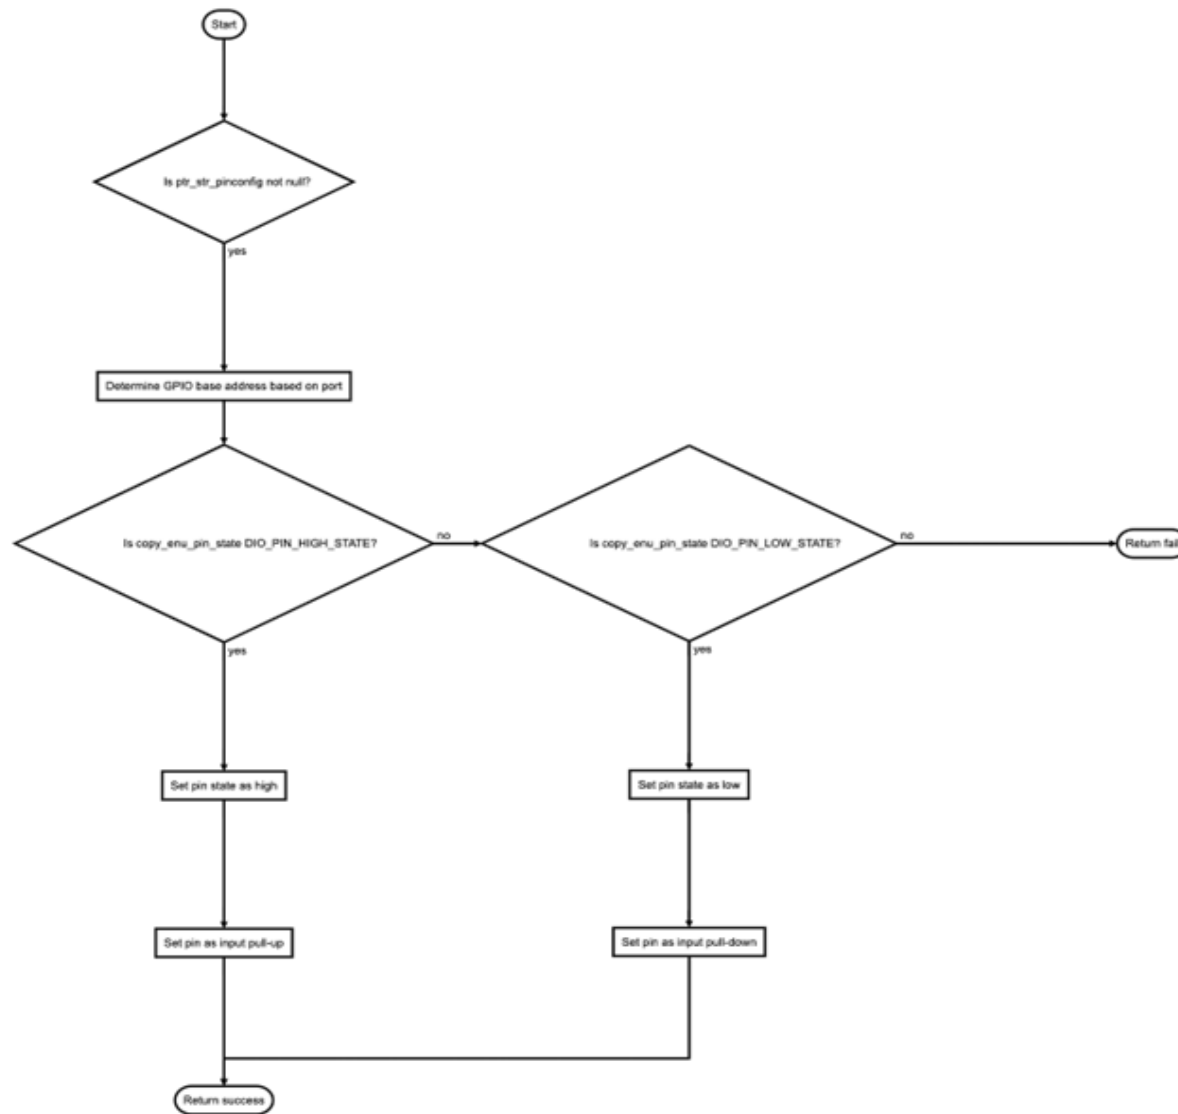 Start
Is ptr_str_pinconfig not null?
yes
Determine GPIO base address based on port
Is copy_enu_pin_state DIO_PIN_HIGH_STATE?
no
Is copy_enu_pin_state DIO_PIN_LOW_STATE?
no
Return fail
yes
yes
Set pin state as high
Set pin state as low
Set pin as input pull-up
Set pin as input pull-down
Return success